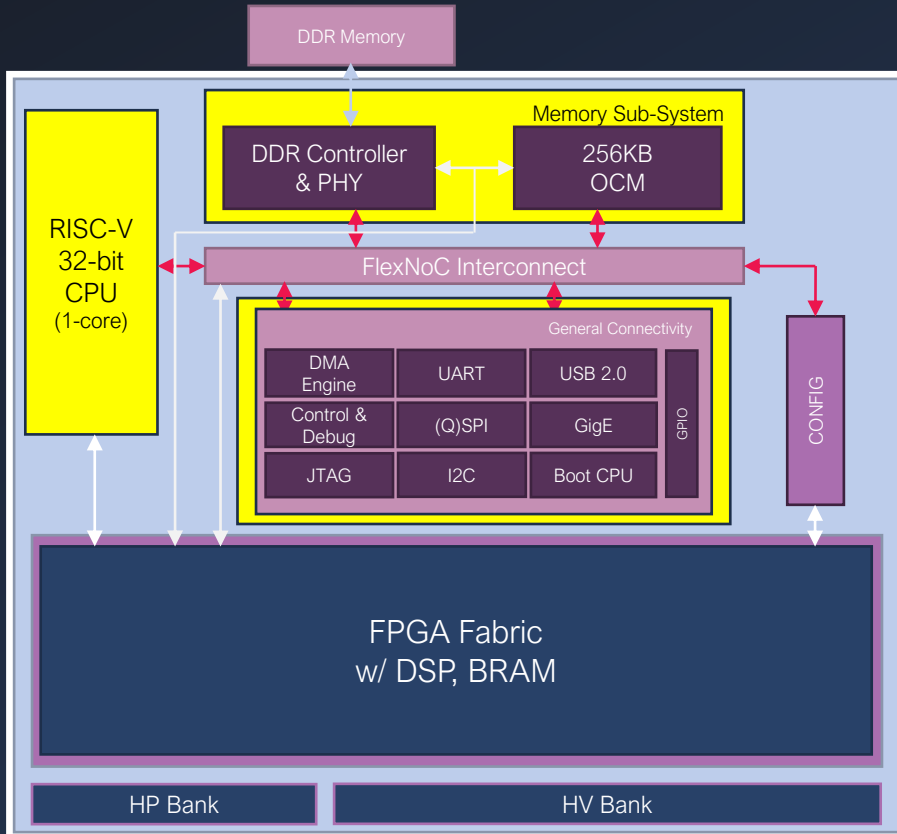 DDR Memory
Memory Sub-System
DDR Controller
& PHY
256KB
OCM
RISC-V
32-bit
CPU
(1-core)
FlexNoC Interconnect
General Connectivity
DMA
Engine
UART
USB 2.0
Control &
Debug
(Q)SPI
GigE
JTAG
I2C
Boot CPU
GPIO
CONFIG
FPGA Fabric
w/ DSP, BRAM
HP Bank
HV Bank